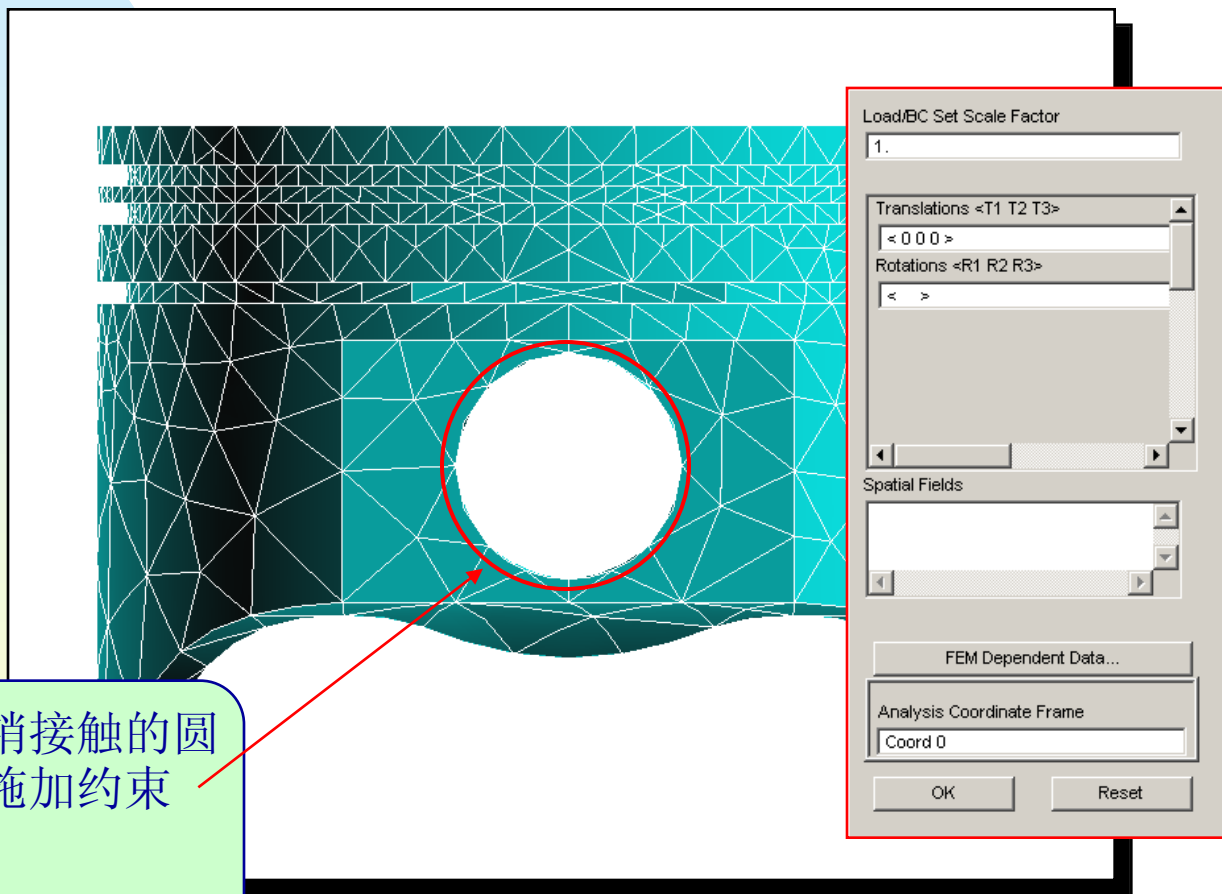 Load/BC Set Scale Factor
1.
Translations <T1 T2 T3>
< 0 0 0 >
Rotations <R1 R2 R3>
<     >
Spatial Fields
FEM Dependent Data...
Analysis Coordinate Frame
Coord 0
OK
Reset
销接触的圆
施加约束